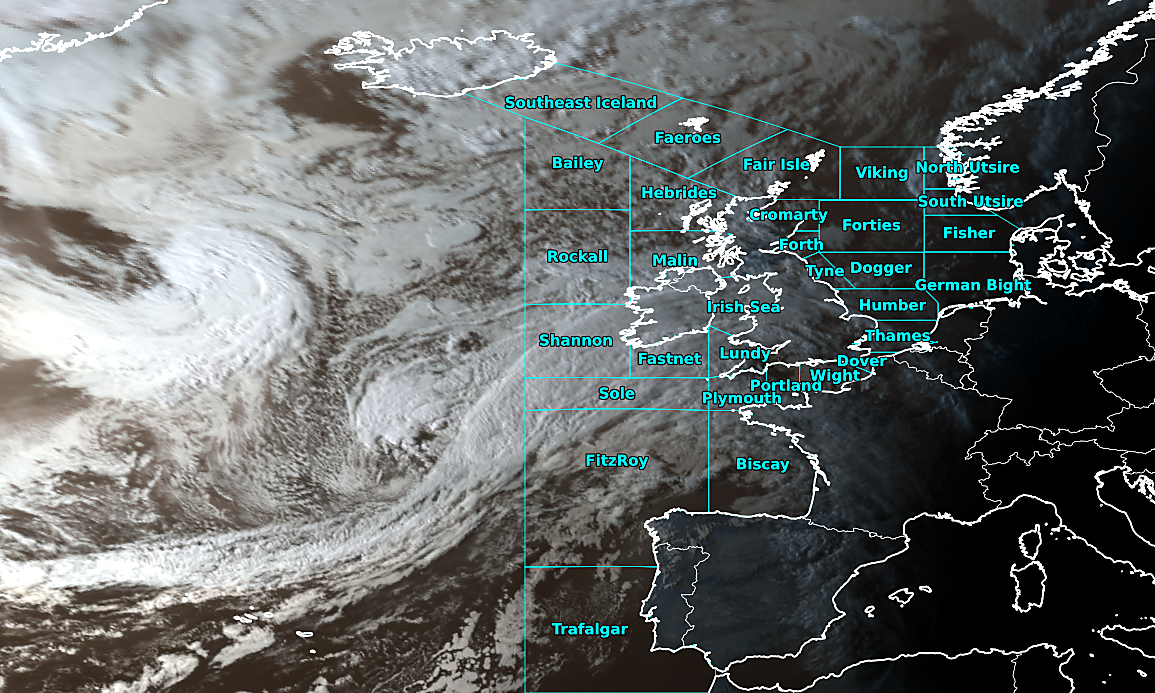 Southeast Iceland
Faeroes
Bailey
Fair Isle
Viking
North Utsire
Hebrides
South Utsire
Cromarty
Forties
Fisher
Forth
Rockall
Malin
Tyne
Dogger
German Bight
Irish Sea
Humber
Shannon
Thames
Fastnet
Lundy
Dover
Wight
Portland
Sole
Plymouth
FitzRoy
Biscay
Trafalgar